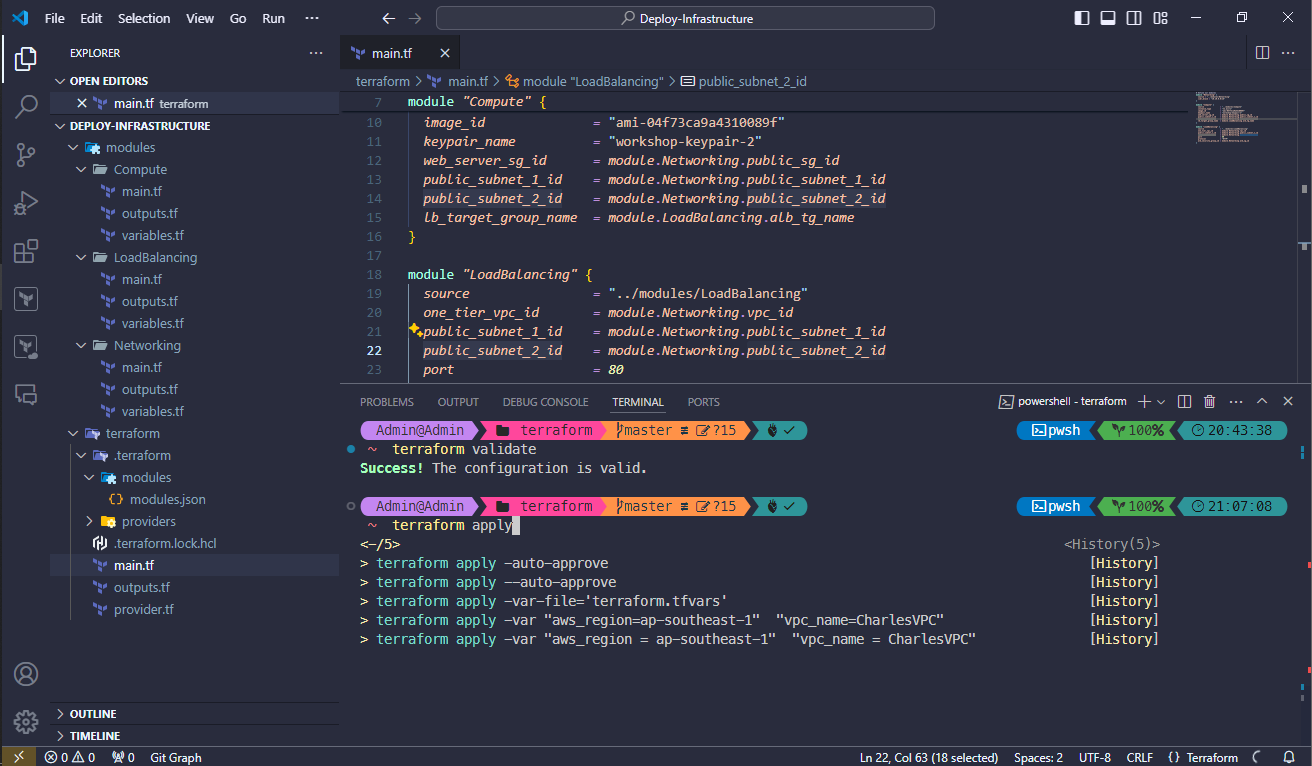 File Edit Selection View Go Run ··· Deploy-Infrastructure
EXPLORER ···
OPEN EDITORS
main.tf terraform
DEPLOY-INFRASTRUCTURE
modules
Compute
main.tf
outputs.tf
variables.tf
LoadBalancing
main.tf
outputs.tf
variables.tf
Networking
main.tf
outputs.tf
variables.tf
terraform
.terraform
modules
{} modules.json
providers
.terraform.lock.hcl
main.tf
outputs.tf
provider.tf
OUTLINE
TIMELINE
main.tf
terraform > main.tf > module "LoadBalancing" > public_subnet_2_id
7 module "Compute" {
10 image_id = "ami-04f73ca9a4310089f"
11 keypair_name = "workshop-keypair-2"
12 web_server_sg_id = module.Networking.public_sg_id
13 public_subnet_1_id = module.Networking.public_subnet_1_id
14 public_subnet_2_id = module.Networking.public_subnet_2_id
15 lb_target_group_name = module.LoadBalancing.alb_tg_name
16 }
17
18 module "LoadBalancing" {
19 source = "../modules/LoadBalancing"
20 one_tier_vpc_id = module.Networking.vpc_id
21 public_subnet_1_id = module.Networking.public_subnet_1_id
22 public_subnet_2_id = module.Networking.public_subnet_2_id
23 port = 80
PROBLEMS OUTPUT DEBUG CONSOLE TERMINAL PORTS powershell - terraform
Admin@Admin terraform master ≢ ?15 ✓ pwsh 100% 20:43:38
~ terraform validate
Success! The configuration is valid.
Admin@Admin terraform master ≢ ?15 ✓ pwsh 100% 21:07:08
~ terraform apply
<-/5> <History(5)>
> terraform apply -auto-approve [History]
> terraform apply --auto-approve [History]
> terraform apply -var-file='terraform.tfvars' [History]
> terraform apply -var "aws_region=ap-southeast-1" "vpc_name=CharlesVPC" [History]
> terraform apply -var "aws_region = ap-southeast-1" "vpc_name = CharlesVPC" [History]
0 0 0 Git Graph Ln 22, Col 63 (18 selected) Spaces: 2 UTF-8 CRLF {} Terraform